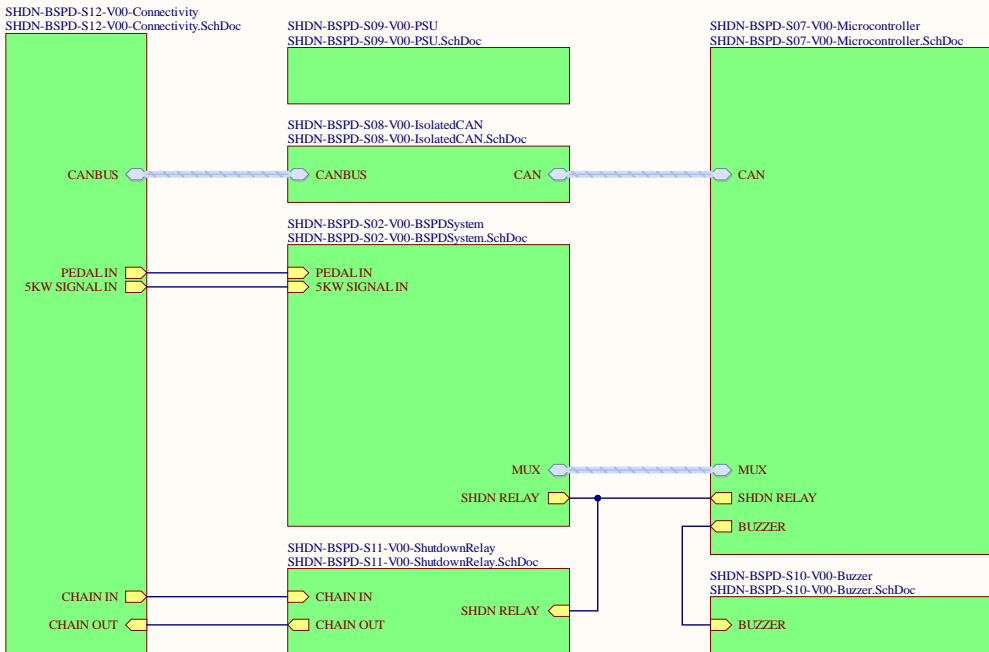 SHDN-BSPD-S12-V00-Connectivity
SHDN-BSPD-S12-V00-Connectivity.SchDoc
CANBUS
PEDAL IN
5KW SIGNAL IN
CHAIN IN
CHAIN OUT
SHDN-BSPD-S09-V00-PSU
SHDN-BSPD-S09-V00-PSU.SchDoc
SHDN-BSPD-S08-V00-IsolatedCAN
SHDN-BSPD-S08-V00-IsolatedCAN.SchDoc
CANBUS
CAN
SHDN-BSPD-S02-V00-BSPDSystem
SHDN-BSPD-S02-V00-BSPDSystem.SchDoc
PEDAL IN
5KW SIGNAL IN
MUX
SHDN RELAY
SHDN-BSPD-S11-V00-ShutdownRelay
SHDN-BSPD-S11-V00-ShutdownRelay.SchDoc
CHAIN IN
SHDN RELAY
CHAIN OUT
SHDN-BSPD-S07-V00-Microcontroller
SHDN-BSPD-S07-V00-Microcontroller.SchDoc
CAN
MUX
SHDN RELAY
BUZZER
SHDN-BSPD-S10-V00-Buzzer
SHDN-BSPD-S10-V00-Buzzer.SchDoc
BUZZER